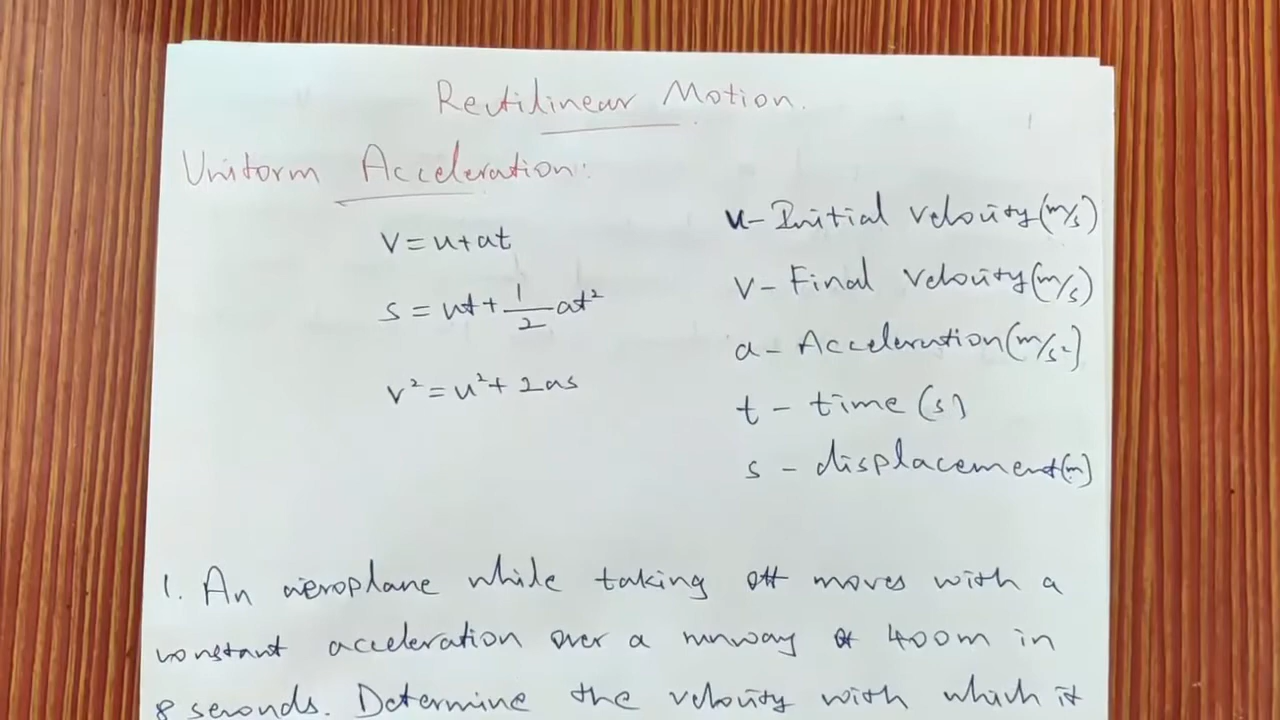 Rectilinear Motion.
Uniform Acceleration:
v = u + at
s = ut + 1/2 at²
v² = u² + 2as
u - Initial velocity (m/s)
v - Final velocity (m/s)
a - Acceleration (m/s²)
t - time (s)
s - displacement (m)
1. An aeroplane while taking off moves with a
constant acceleration over a runway of 400m in
8 seconds. Determine the velocity with which it